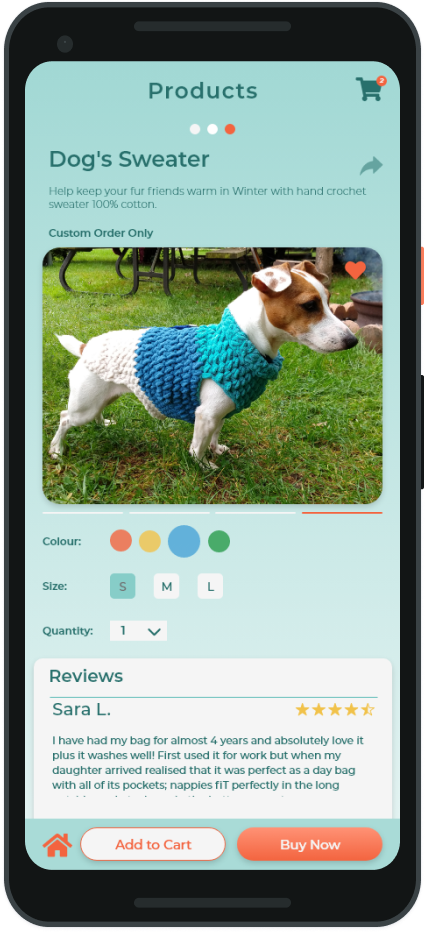 Products
2
Dog's Sweater
Help keep your fur friends warm in Winter with hand crochet
sweater 100% cotton.
Custom Order Only
Colour:
Size: S M L
Quantity: 1
Reviews
Sara L.
I have had my bag for almost 4 years and absolutely love it
plus it washes well! First used it for work but when my
daughter arrived realised that it was perfect as a day bag
with all of its pockets; nappies fiT perfectly in the long
Add to Cart Buy Now